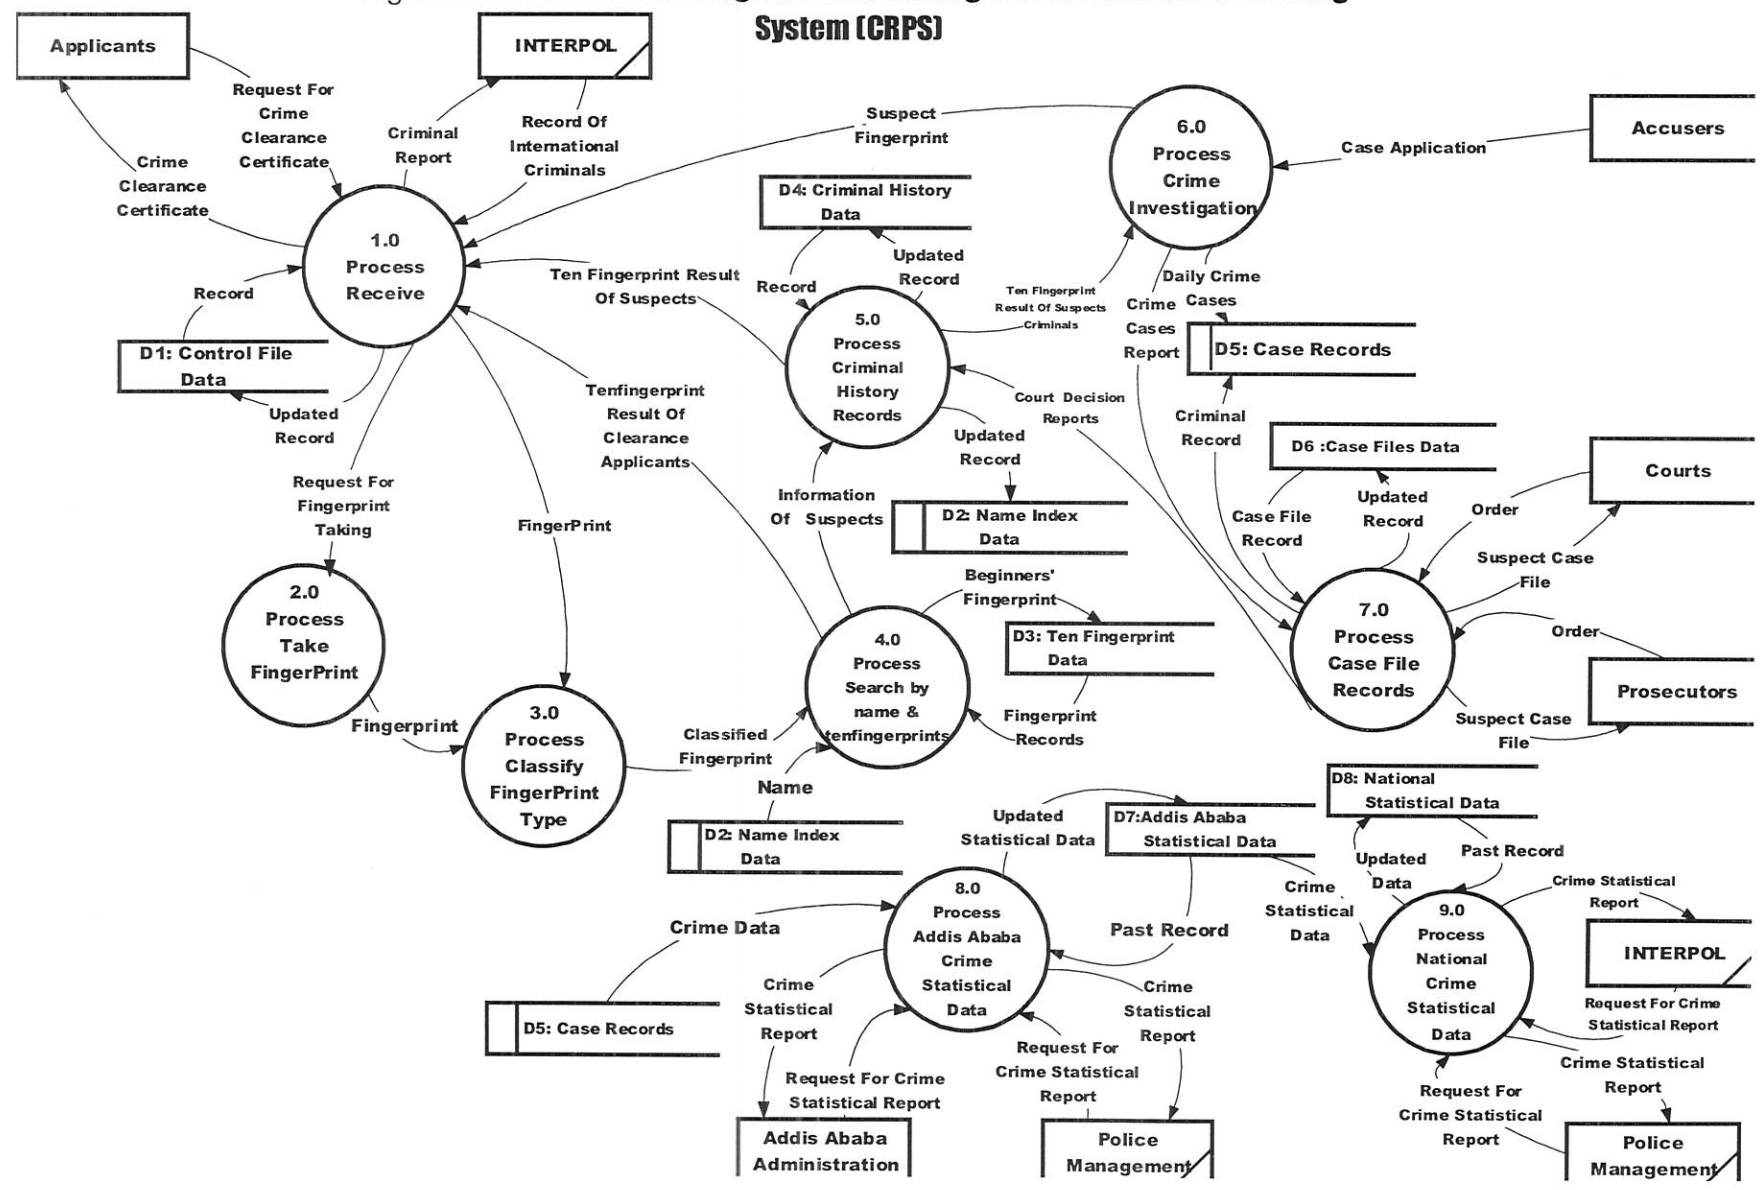 System (CRPS)
Applicants
INTERPOL
Request For
Crime
Clearance
Certificate
Criminal
Report
Record Of
International
Criminals
Crime
Clearance
Certificate
Suspect
Fingerprint
6.0
Process
Crime
Investigation
Case Application
Accusers
D4: Criminal History
Data
1.0
Process
Receive
Record
Updated
Record
Ten Fingerprint Result
Of Suspects
Record
Ten Fingerprint
Result Of Suspects
Criminals
Crime
Cases
Report
Daily Crime
Cases
D1: Control File
Data
Updated
Record
5.0
Process
Criminal
History
Records
D5: Case Records
Tenfingerprint
Result Of
Clearance
Applicants
Court Decision
Reports
Criminal
Record
Updated
Record
D6 :Case Files Data
Courts
Request For
Fingerprint
Taking
FingerPrint
Information
Of Suspects
D2: Name Index
Data
Case File
Record
Updated
Record
Order
Suspect Case
File
2.0
Process
Take
FingerPrint
Beginners'
Fingerprint
4.0
Process
Search by
name &
tenfingerprints
D3: Ten Fingerprint
Data
7.0
Process
Case File
Records
Order
Prosecutors
Fingerprint
3.0
Process
Classify
FingerPrint
Type
Classified
Fingerprint
Fingerprint
Records
Suspect Case
File
Name
D2: Name Index
Data
Updated
Statistical Data
D7:Addis Ababa
Statistical Data
D8: National
Statistical Data
Updated
Data
Past Record
Crime Data
8.0
Process
Addis Ababa
Crime
Statistical
Data
Past Record
Crime
Statistical
Data
9.0
Process
National
Crime
Statistical
Data
Crime Statistical
Report
INTERPOL
D5: Case Records
Crime
Statistical
Report
Crime
Statistical
Report
Request For Crime
Statistical Report
Request For Crime
Statistical Report
Request For
Crime Statistical
Report
Request For
Crime Statistical
Report
Crime Statistical
Report
Addis Ababa
Administration
Police
Management
Police
Management